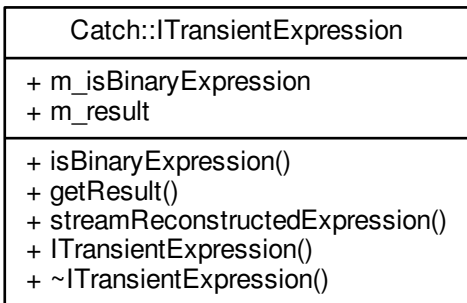 Catch::ITransientExpression
+ m_isBinaryExpression
+ m_result
+ isBinaryExpression()
+ getResult()
+ streamReconstructedExpression()
+ ITransientExpression()
+ ~ITransientExpression()